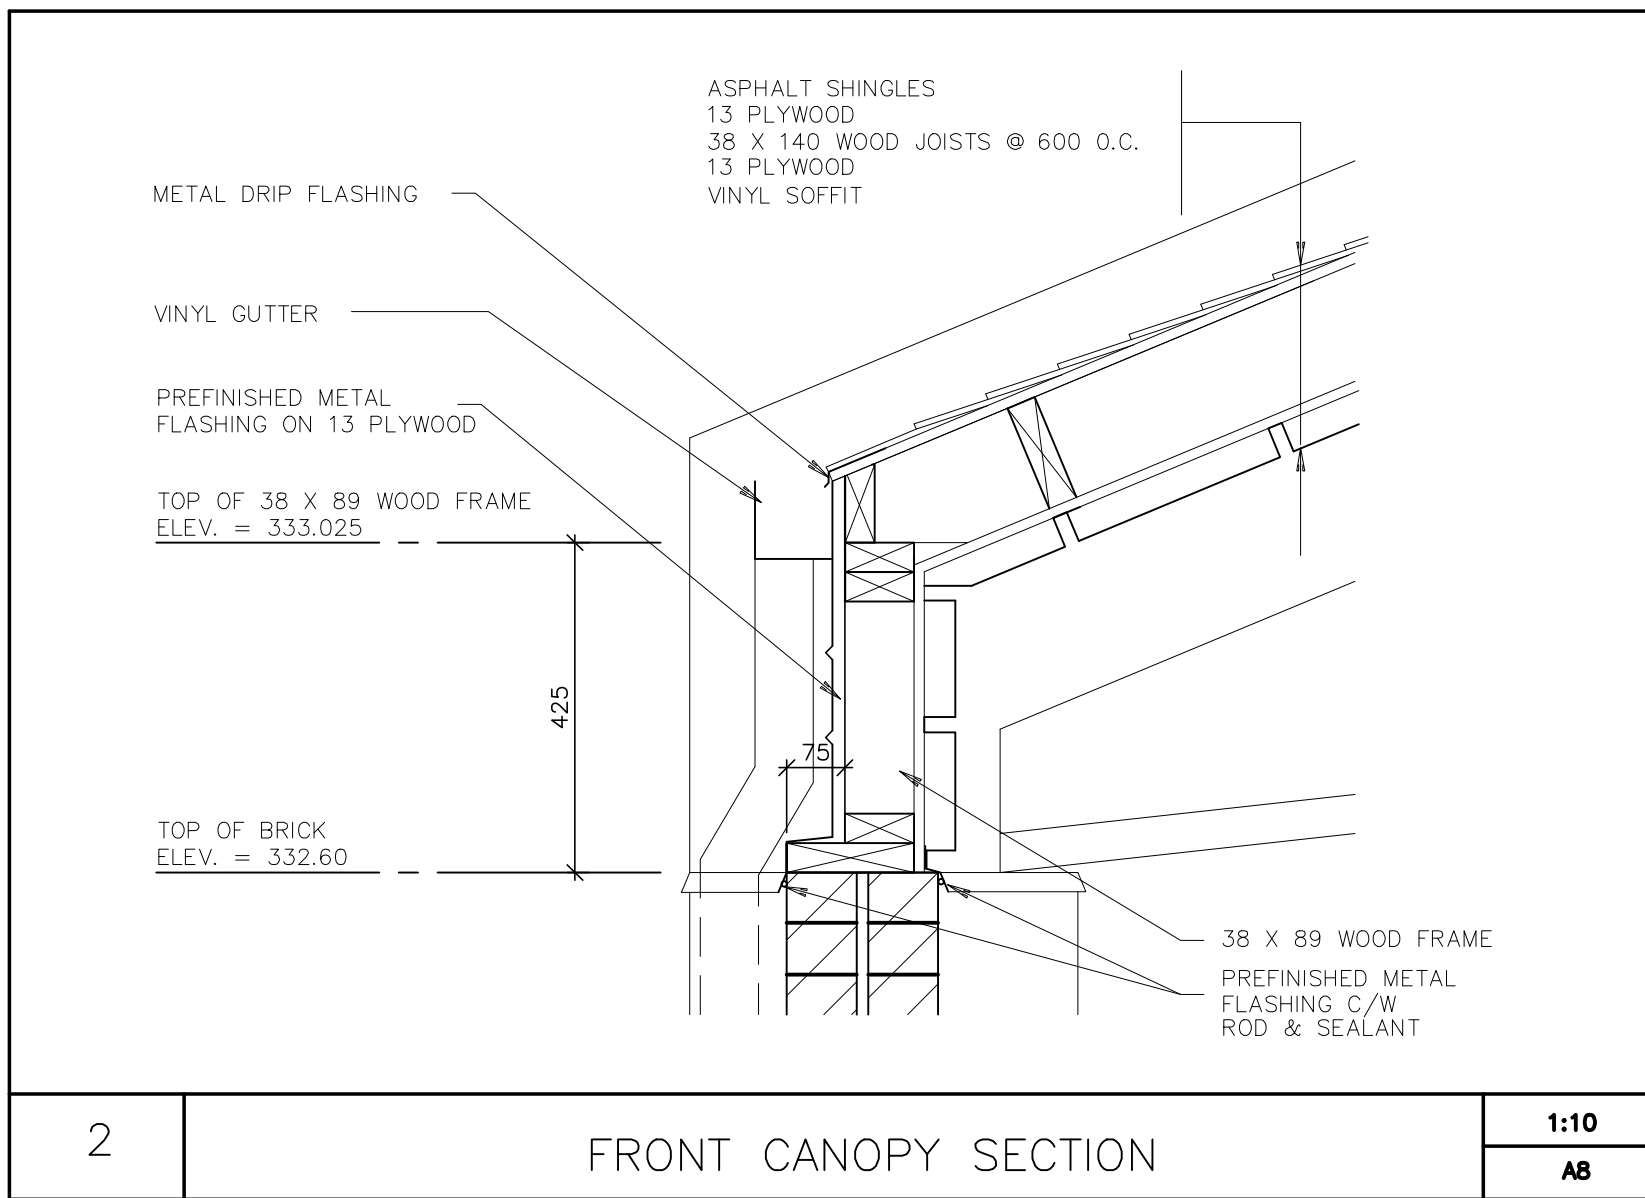 ASPHALT SHINGLES
13 PLYWOOD
38 X 140 WOOD JOISTS @ 600 O.C.
13 PLYWOOD
VINYL SOFFIT
METAL DRIP FLASHING
VINYL GUTTER
PREFINISHED METAL
FLASHING ON 13 PLYWOOD
TOP OF 38 X 89 WOOD FRAME
ELEV. = 333.025
425
75
TOP OF BRICK
ELEV. = 332.60
38 X 89 WOOD FRAME
PREFINISHED METAL
FLASHING C/W
ROD & SEALANT
2
FRONT CANOPY SECTION
1:10
A8